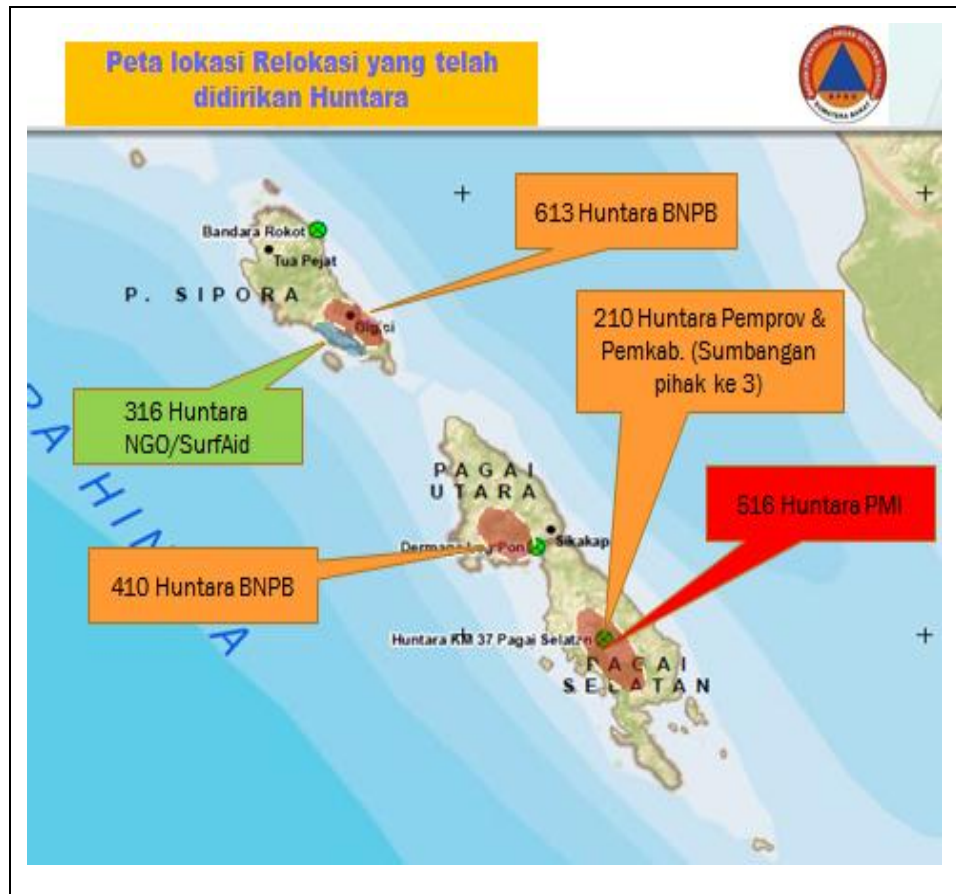 Peta lokasi Relokasi yang telah
didirikan Huntara
SUMATERA BARAT
613 Huntara BNPB
Bandara Rokot
Tua Pejat
P. SIPORA
210 Huntara Pemprov &
Pemkab. (Sumbangan
pihak ke 3)
316 Huntara
NGO/SurfAid
PAGAI
UTARA
516 Huntara PMI
Sikakap
410 Huntara BNPB
Huntara KM 37 Pagai Selatan
PAGAI
SELATAN